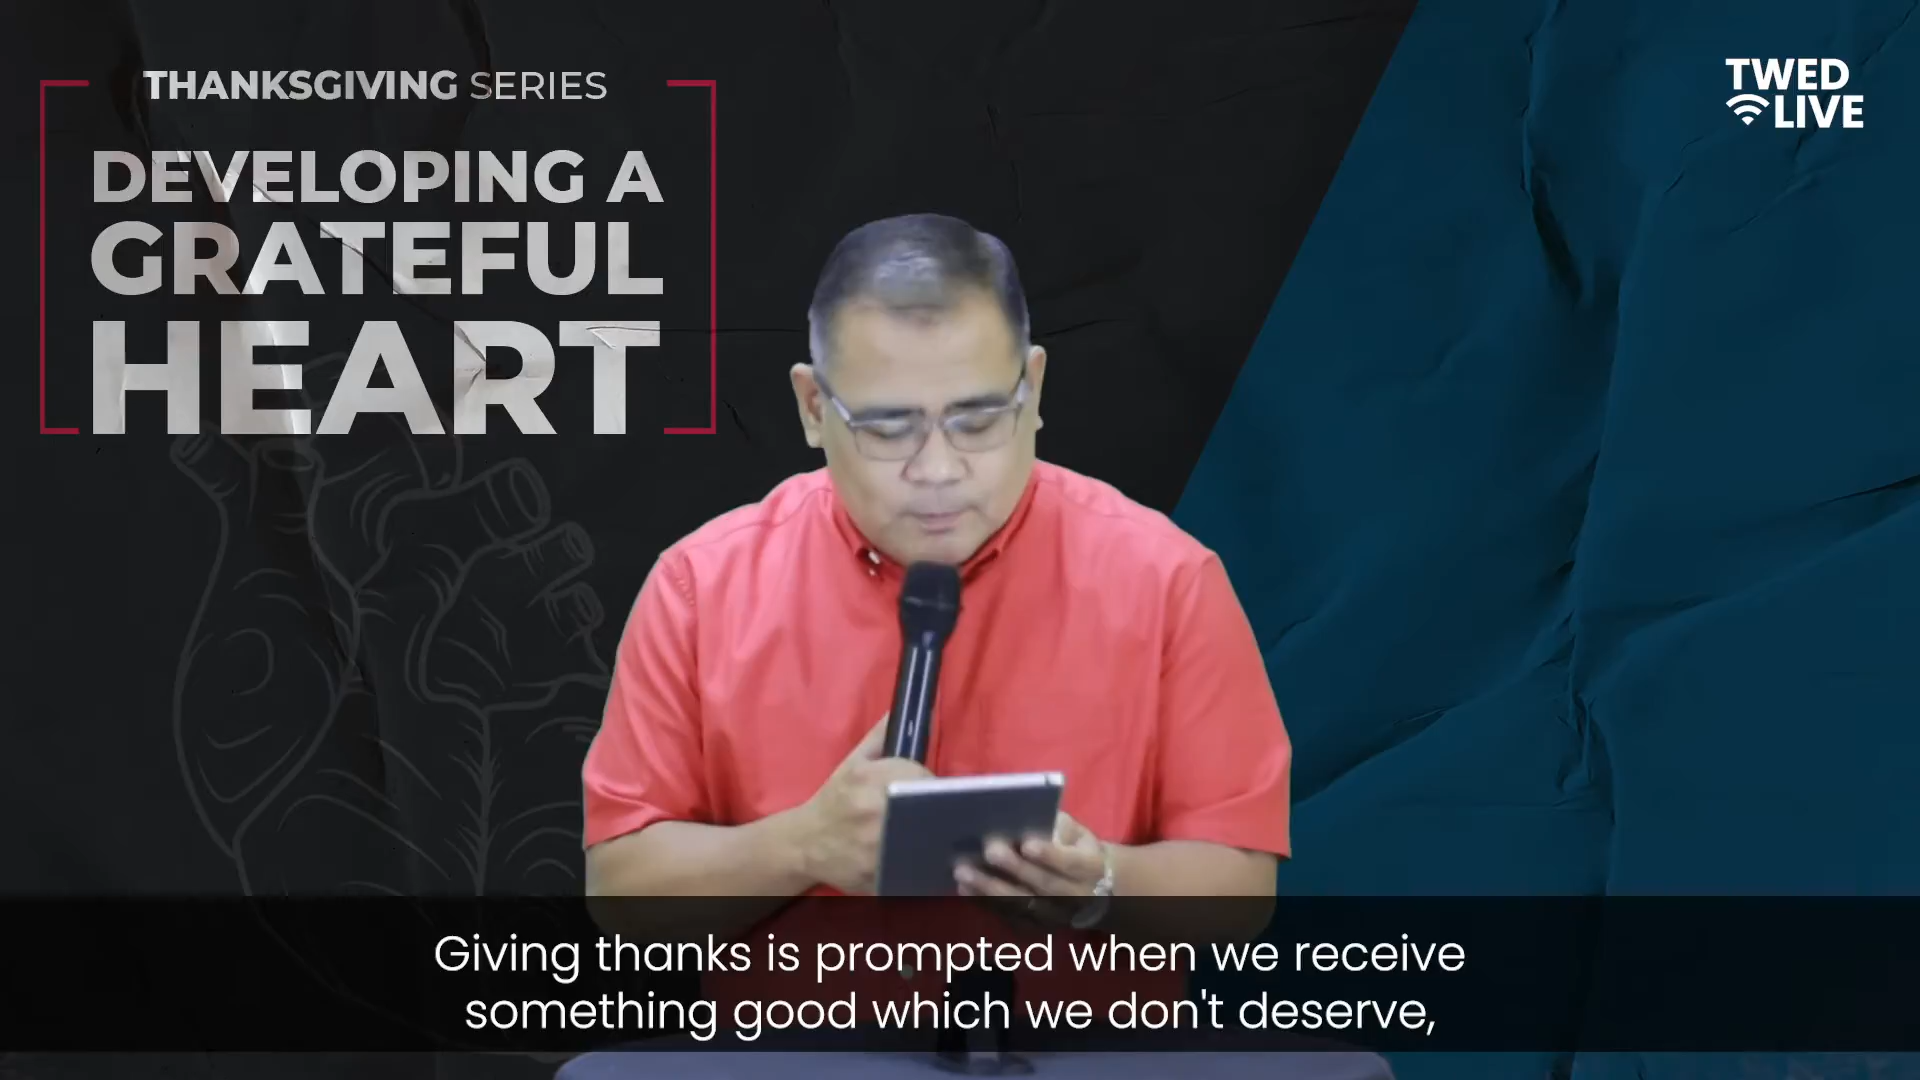 THANKSGIVING SERIES
DEVELOPING A
GRATEFUL
HEART
TWED
LIVE
Giving thanks is prompted when we receive
something good which we don't deserve,